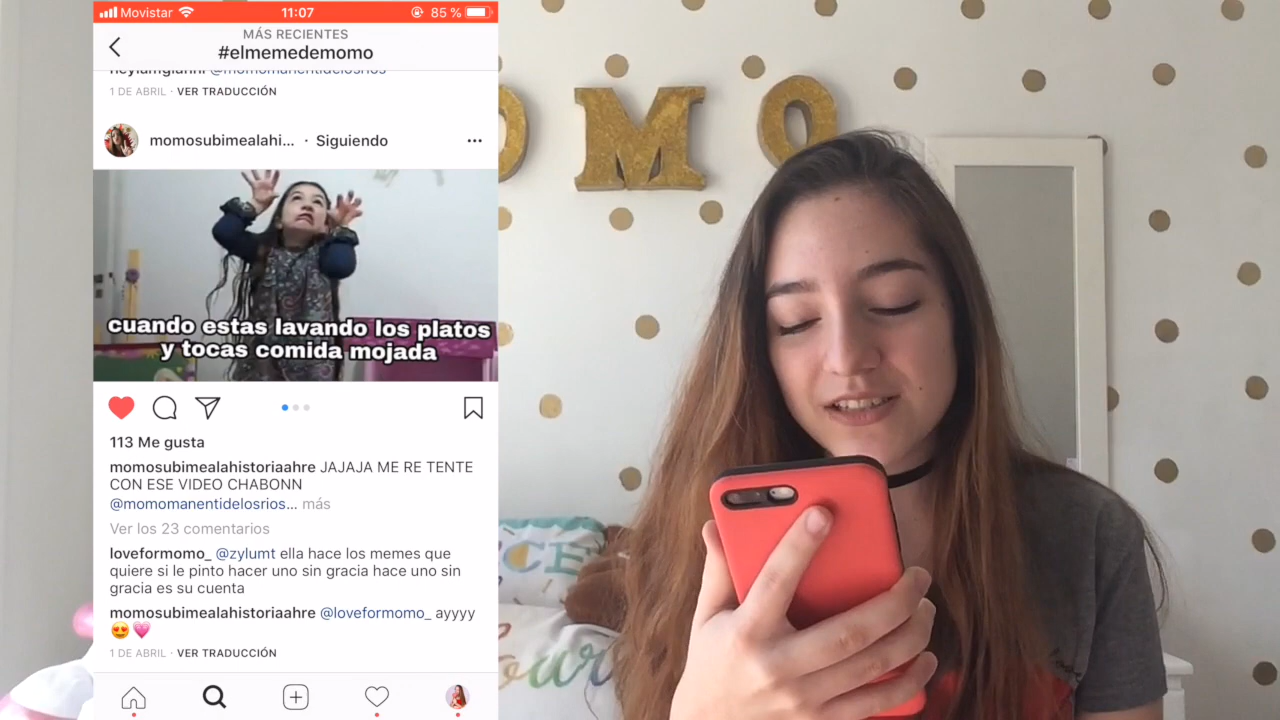 Movistar 11:07 85 %
MÁS RECIENTES
#elmemedemomo
@momomanentidelosrios
1 DE ABRIL · VER TRADUCCIÓN
momosubimealahi... · Siguiendo
cuando estas lavando los platos
y tocas comida mojada
113 Me gusta
momosubimealahistoriaahre JAJAJA ME RE TENTE
CON ESE VIDEO CHABONN
@momomanentidelosrios... más
Ver los 23 comentarios
loveformomo_ @zylumt ella hace los memes que
quiere si le pinto hacer uno sin gracia hace uno sin
gracia es su cuenta
momosubimealahistoriaahre @loveformomo_ ayyyy
😍💗
1 DE ABRIL · VER TRADUCCIÓN
OMO